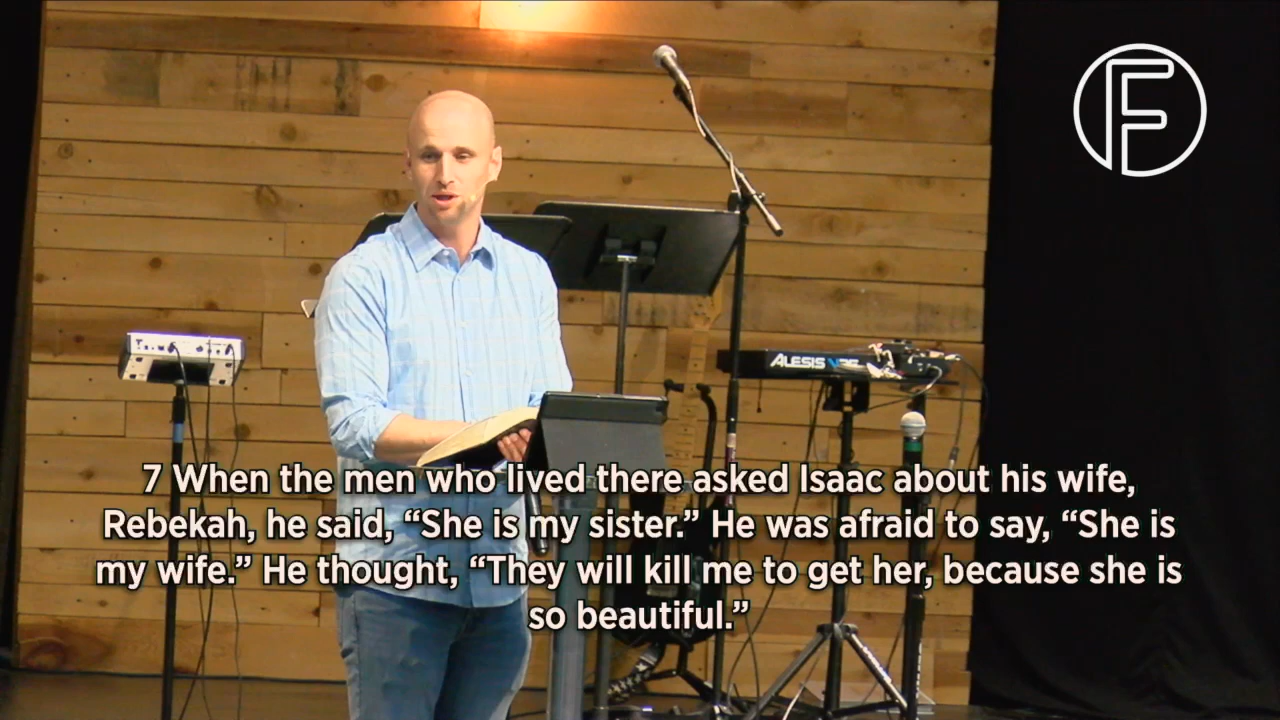 F
ALESIS
7 When the men who lived there asked Isaac about his wife,
Rebekah, he said, “She is my sister.” He was afraid to say, “She is
my wife.” He thought, “They will kill me to get her, because she is
so beautiful.”